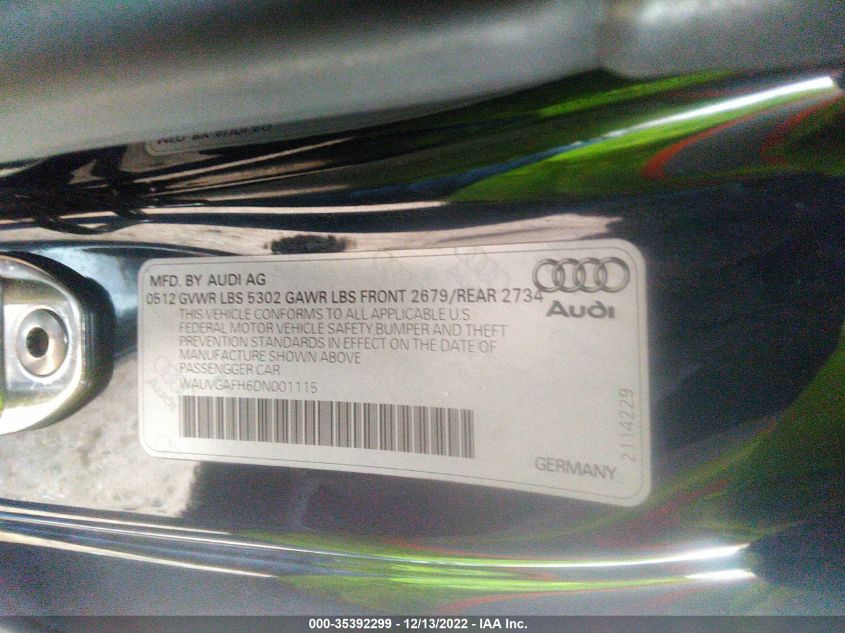 MFD. BY AUDI AG
0512 GVWR LBS 5302 GAWR LBS FRONT 2679/REAR 2734
THIS VEHICLE CONFORMS TO ALL APPLICABLE U.S
FEDERAL MOTOR VEHICLE SAFETY BUMPER AND THEFT
PREVENTION STANDARDS IN EFFECT ON THE DATE OF
MANUFACTURE SHOWN ABOVE
PASSENGGER CAR
WAUVGAFH6DN001115
Audi
2114229
GERMANY
000-35392299 - 12/13/2022 - IAA Inc.